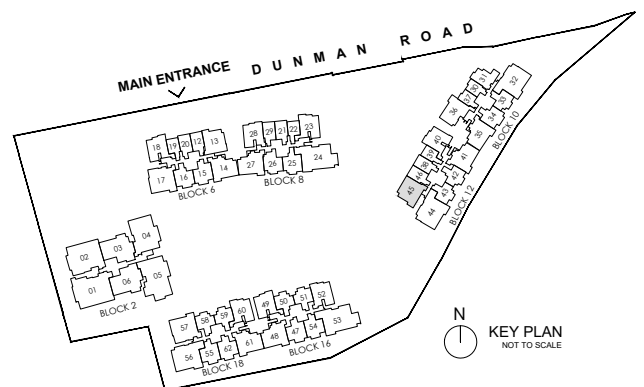 DUNMAN ROAD
MAIN ENTRANCE
18 19 20 12 13
17 16 15 14
BLOCK 6
28 29 21 22 23
27 26 25 24
BLOCK 8
31 32
30
37 33
36 34
35
BLOCK 10
40
39 41
38
46 42
45 43
44
BLOCK 12
04
02 03
01 06 05
BLOCK 2
57 58 59 60
56 55 62 61
BLOCK 18
49 50 51 52
48 47 54 53
BLOCK 16
N
KEY PLAN
NOT TO SCALE